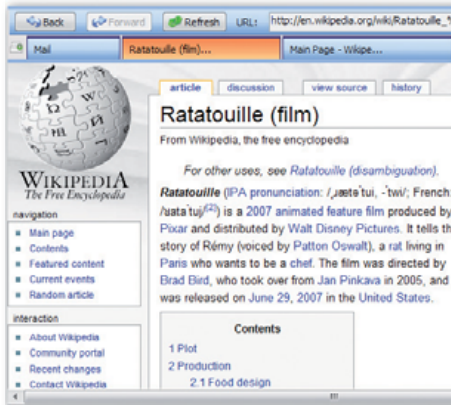 Back Forward Refresh URL: http://en.wikipedia.org/wiki/Ratatouille_%
Mail Ratatouille (film)... Main Page - Wikipe...
article discussion view source history
Ratatouille (film)
From Wikipedia, the free encyclopedia
For other uses, see Ratatouille (disambiguation).
Ratatouille (IPA pronunciation: /ˌɹætəˈtui, -ˈtwi/; French:
/ʁataˈtuj/[2]) is a 2007 animated feature film produced by
Pixar and distributed by Walt Disney Pictures. It tells th
story of Rémy (voiced by Patton Oswalt), a rat living in
Paris who wants to be a chef. The film was directed by
Brad Bird, who took over from Jan Pinkava in 2005, and
was released on June 29, 2007 in the United States.
Contents
1 Plot
2 Production
2.1 Food design
WIKIPEDIA
The Free Encyclopedia
navigation
Main page
Contents
Featured content
Current events
Random article
interaction
About Wikipedia
Community portal
Recent changes
Contact Wikipedia